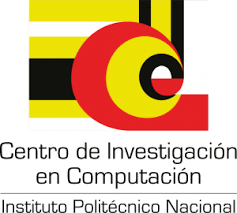 Centro de Investigación
en Computación
Instituto Politécnico Nacional